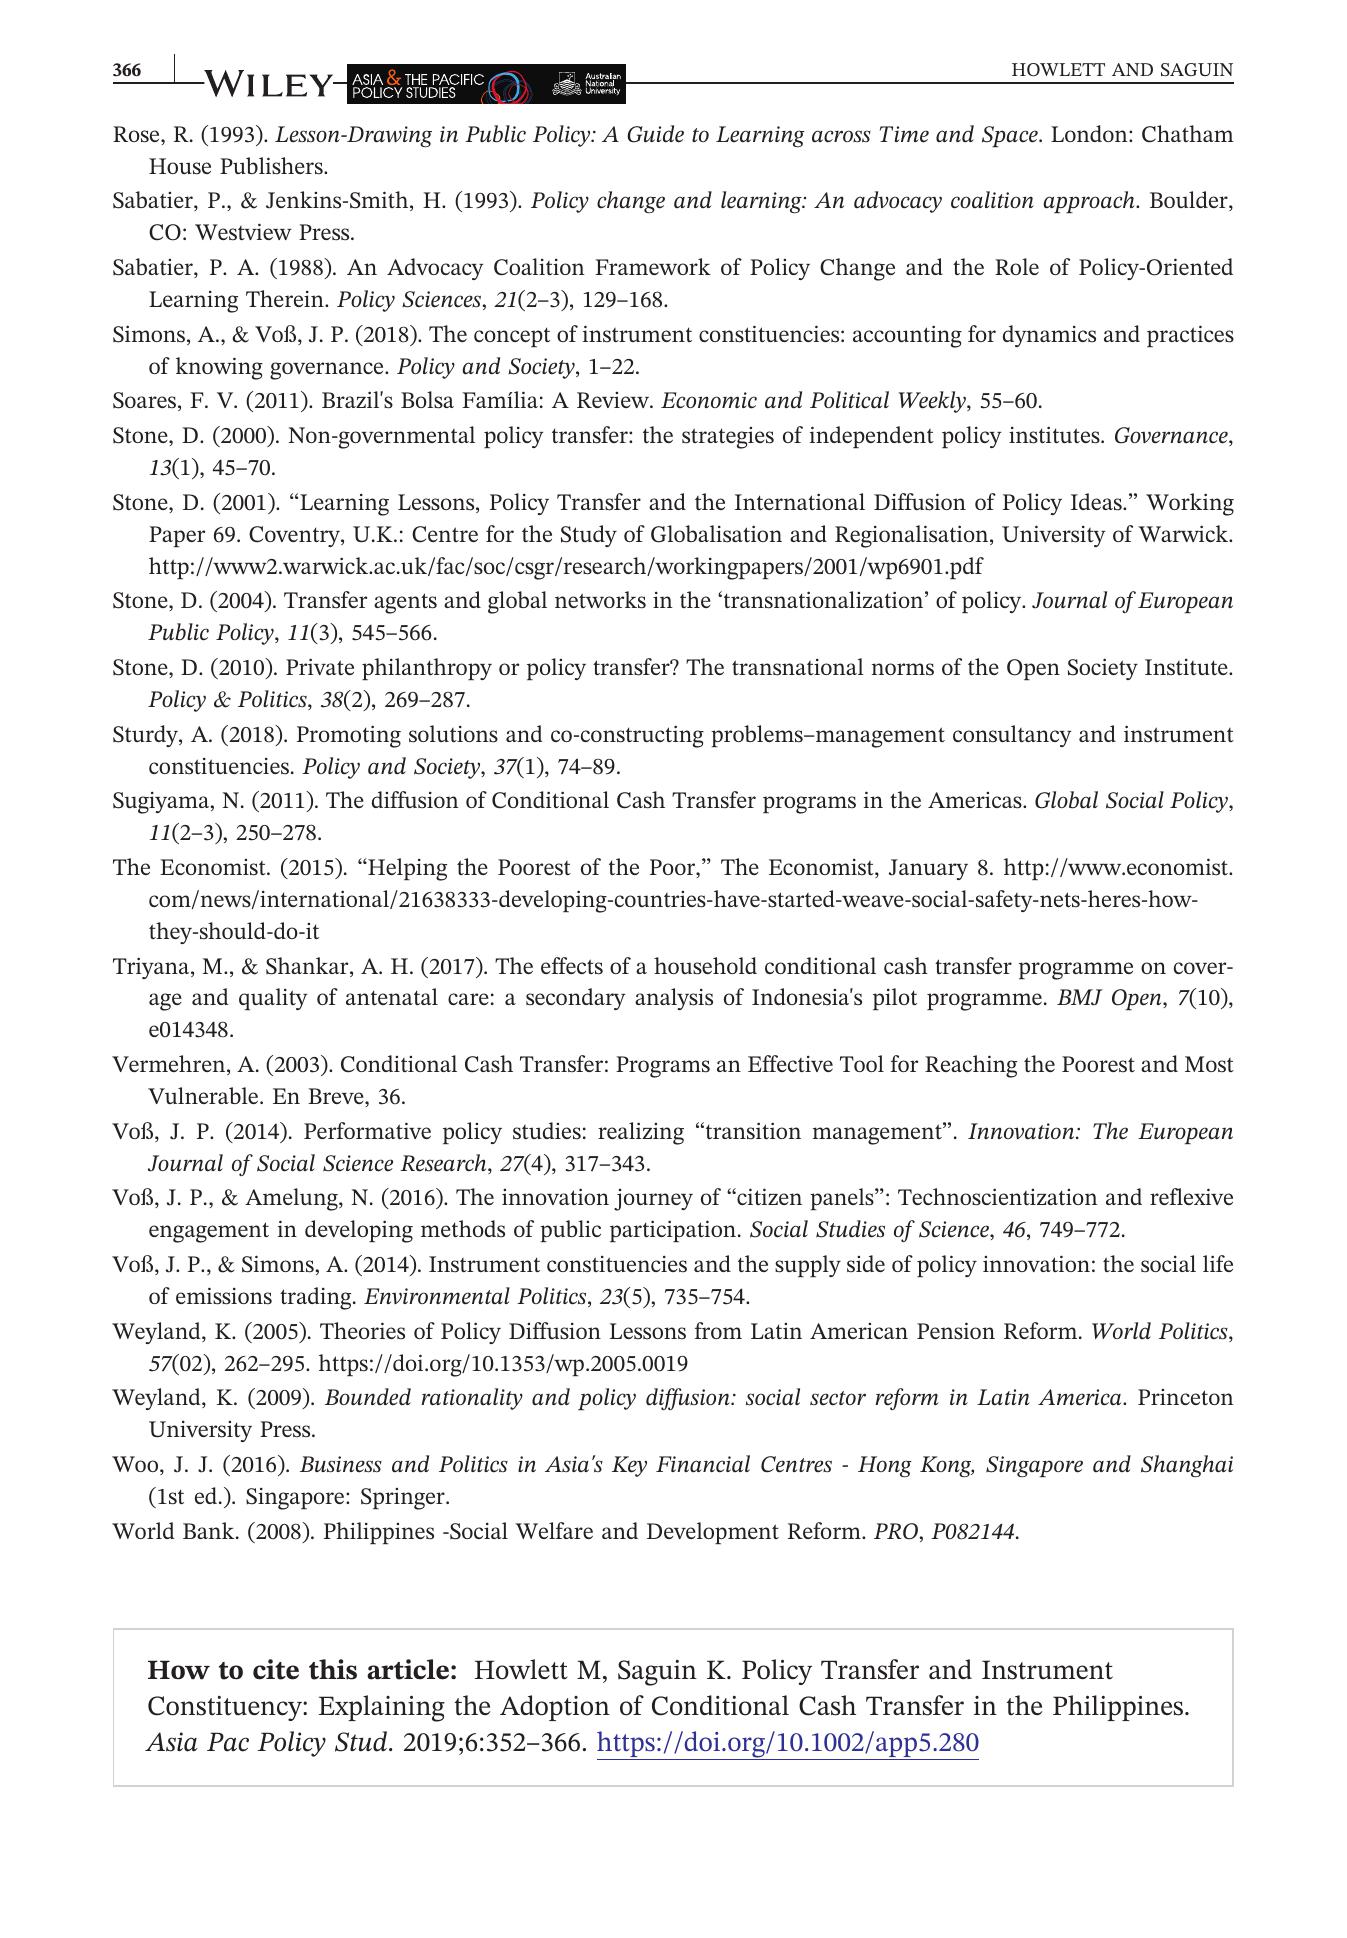 366
WILEY
ASIA & THE PACIFIC
POLICY STUDIES
Australian
National
University
HOWLETT AND SAGUIN
Rose, R. (1993). Lesson-Drawing in Public Policy: A Guide to Learning across Time and Space. London: Chatham
House Publishers.
Sabatier, P., & Jenkins-Smith, H. (1993). Policy change and learning: An advocacy coalition approach. Boulder,
CO: Westview Press.
Sabatier, P. A. (1988). An Advocacy Coalition Framework of Policy Change and the Role of Policy-Oriented
Learning Therein. Policy Sciences, 21(2–3), 129–168.
Simons, A., & Voß, J. P. (2018). The concept of instrument constituencies: accounting for dynamics and practices
of knowing governance. Policy and Society, 1–22.
Soares, F. V. (2011). Brazil's Bolsa Família: A Review. Economic and Political Weekly, 55–60.
Stone, D. (2000). Non-governmental policy transfer: the strategies of independent policy institutes. Governance,
13(1), 45–70.
Stone, D. (2001). “Learning Lessons, Policy Transfer and the International Diffusion of Policy Ideas.” Working
Paper 69. Coventry, U.K.: Centre for the Study of Globalisation and Regionalisation, University of Warwick.
http://www2.warwick.ac.uk/fac/soc/csgr/research/workingpapers/2001/wp6901.pdf
Stone, D. (2004). Transfer agents and global networks in the ‘transnationalization’ of policy. Journal of European
Public Policy, 11(3), 545–566.
Stone, D. (2010). Private philanthropy or policy transfer? The transnational norms of the Open Society Institute.
Policy & Politics, 38(2), 269–287.
Sturdy, A. (2018). Promoting solutions and co-constructing problems–management consultancy and instrument
constituencies. Policy and Society, 37(1), 74–89.
Sugiyama, N. (2011). The diffusion of Conditional Cash Transfer programs in the Americas. Global Social Policy,
11(2–3), 250–278.
The Economist. (2015). “Helping the Poorest of the Poor,” The Economist, January 8. http://www.economist.
com/news/international/21638333-developing-countries-have-started-weave-social-safety-nets-heres-how-
they-should-do-it
Triyana, M., & Shankar, A. H. (2017). The effects of a household conditional cash transfer programme on cover-
age and quality of antenatal care: a secondary analysis of Indonesia's pilot programme. BMJ Open, 7(10),
e014348.
Vermehren, A. (2003). Conditional Cash Transfer: Programs an Effective Tool for Reaching the Poorest and Most
Vulnerable. En Breve, 36.
Voß, J. P. (2014). Performative policy studies: realizing “transition management”. Innovation: The European
Journal of Social Science Research, 27(4), 317–343.
Voß, J. P., & Amelung, N. (2016). The innovation journey of “citizen panels”: Technoscientization and reflexive
engagement in developing methods of public participation. Social Studies of Science, 46, 749–772.
Voß, J. P., & Simons, A. (2014). Instrument constituencies and the supply side of policy innovation: the social life
of emissions trading. Environmental Politics, 23(5), 735–754.
Weyland, K. (2005). Theories of Policy Diffusion Lessons from Latin American Pension Reform. World Politics,
57(02), 262–295. https://doi.org/10.1353/wp.2005.0019
Weyland, K. (2009). Bounded rationality and policy diffusion: social sector reform in Latin America. Princeton
University Press.
Woo, J. J. (2016). Business and Politics in Asia's Key Financial Centres - Hong Kong, Singapore and Shanghai
(1st ed.). Singapore: Springer.
World Bank. (2008). Philippines -Social Welfare and Development Reform. PRO, P082144.
How to cite this article: Howlett M, Saguin K. Policy Transfer and Instrument
Constituency: Explaining the Adoption of Conditional Cash Transfer in the Philippines.
Asia Pac Policy Stud. 2019;6:352–366. https://doi.org/10.1002/app5.280